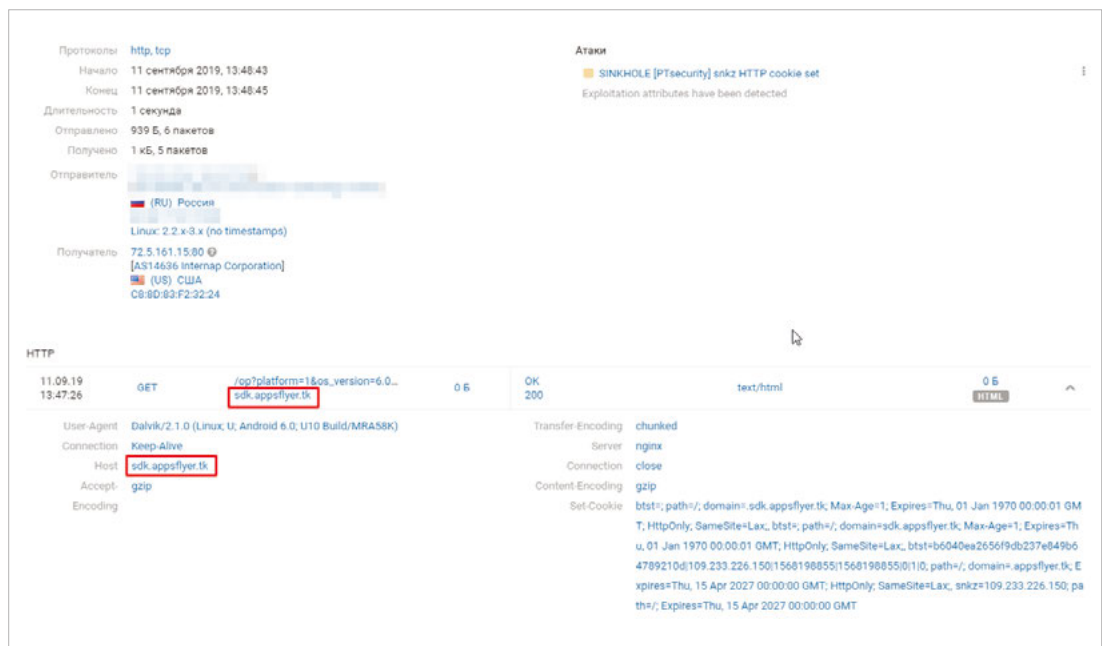 Протоколы http, tcp
Начало 11 сентября 2019, 13:48:43
Конец 11 сентября 2019, 13:48:45
Длительность 1 секунда
Отправлено 939 Б, 6 пакетов
Получено 1 кБ, 5 пакетов
Отправитель
(RU) Россия
Linux: 2.2.x-3.x (no timestamps)
Получатель 72.5.161.15:80
[AS14636 Internap Corporation]
(US) США
C8:8D:83:F2:32:24
Атаки
SINKHOLE [PTsecurity] snkz HTTP cookie set
Exploitation attributes have been detected
HTTP
11.09.19
13:47:26
GET
/op?platform=1&os_version=6.0...
sdk.appsflyer.tk
0 Б
OK
200
text/html
0 Б
HTML
User-Agent Dalvik/2.1.0 (Linux; U; Android 6.0; U10 Build/MRA58K)
Connection Keep-Alive
Host sdk.appsflyer.tk
Accept- gzip
Encoding
Transfer-Encoding chunked
Server nginx
Connection close
Content-Encoding gzip
Set-Cookie btst=; path=/; domain=.sdk.appsflyer.tk; Max-Age=1; Expires=Thu, 01 Jan 1970 00:00:01 GM
T; HttpOnly; SameSite=Lax;, btst=; path=/; domain=sdk.appsflyer.tk; Max-Age=1; Expires=Th
u, 01 Jan 1970 00:00:01 GMT; HttpOnly; SameSite=Lax;, btst=b6040ea2656f9db237e849b6
4789210d|109.233.226.150|1568198855|1568198855|0|1|0; path=/; domain=.appsflyer.tk; E
xpires=Thu, 15 Apr 2027 00:00:00 GMT; HttpOnly; SameSite=Lax;, snkz=109.233.226.150; pa
th=/; Expires=Thu, 15 Apr 2027 00:00:00 GMT